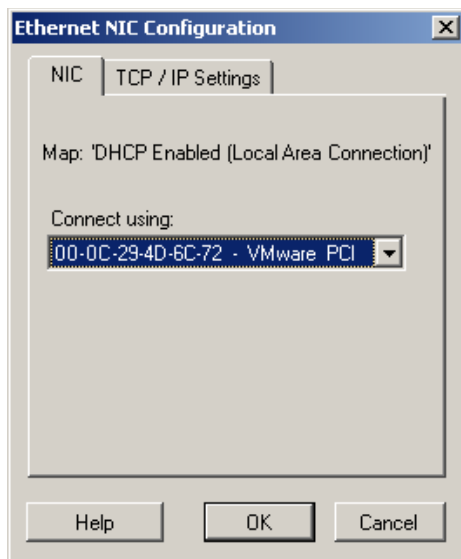 Ethernet NIC Configuration
NIC
TCP / IP Settings
Map: 'DHCP Enabled (Local Area Connection)'
Connect using:
00-0C-29-4D-6C-72 - VMware PCI
Help
OK
Cancel